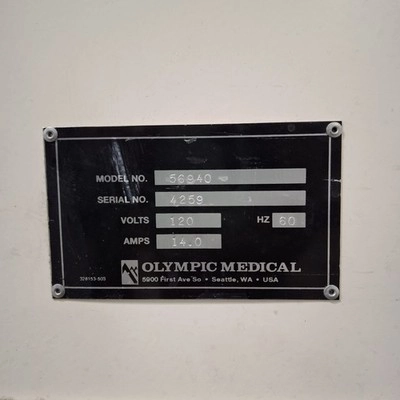 MODEL NO. 56840
SERIAL NO. 4259
VOLTS 120 HZ 60
AMPS 14.0
OLYMPIC MEDICAL
5900 First Ave So • Seattle, WA • USA